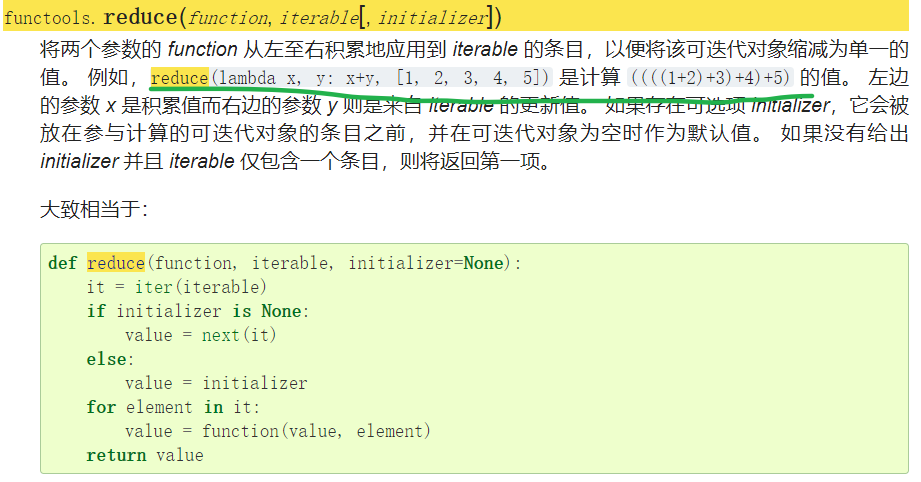 functools. reduce(function, iterable[, initializer])
将两个参数的 function 从左至右积累地应用到 iterable 的条目，以便将该可迭代对象缩减为单一的
值。 例如，reduce(lambda x, y: x+y, [1, 2, 3, 4, 5]) 是计算 ((((1+2)+3)+4)+5) 的值。 左边
的参数 x 是积累值而右边的参数 y 则是来自 iterable 的更新值。 如果存在可选项 initializer，它会被
放在参与计算的可迭代对象的条目之前，并在可迭代对象为空时作为默认值。 如果没有给出
initializer 并且 iterable 仅包含一个条目，则将返回第一项。
大致相当于：
def reduce(function, iterable, initializer=None):
    it = iter(iterable)
    if initializer is None:
        value = next(it)
    else:
        value = initializer
    for element in it:
        value = function(value, element)
    return value